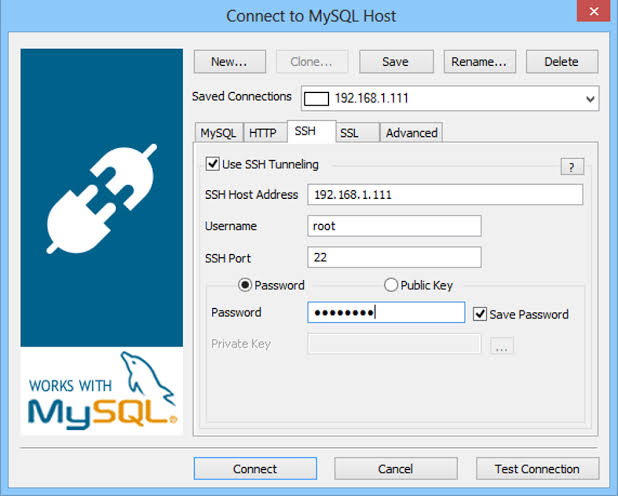 Connect to MySQL Host
x
New... Clone... Save Rename... Delete
Saved Connections 192.168.1.111
MySQL HTTP SSH SSL Advanced
Use SSH Tunneling ?
SSH Host Address 192.168.1.111
Username root
SSH Port 22
Password Public Key
Password ●●●●●●●● Save Password
Private Key ...
WORKS WITH
MySQL®
Connect Cancel Test Connection